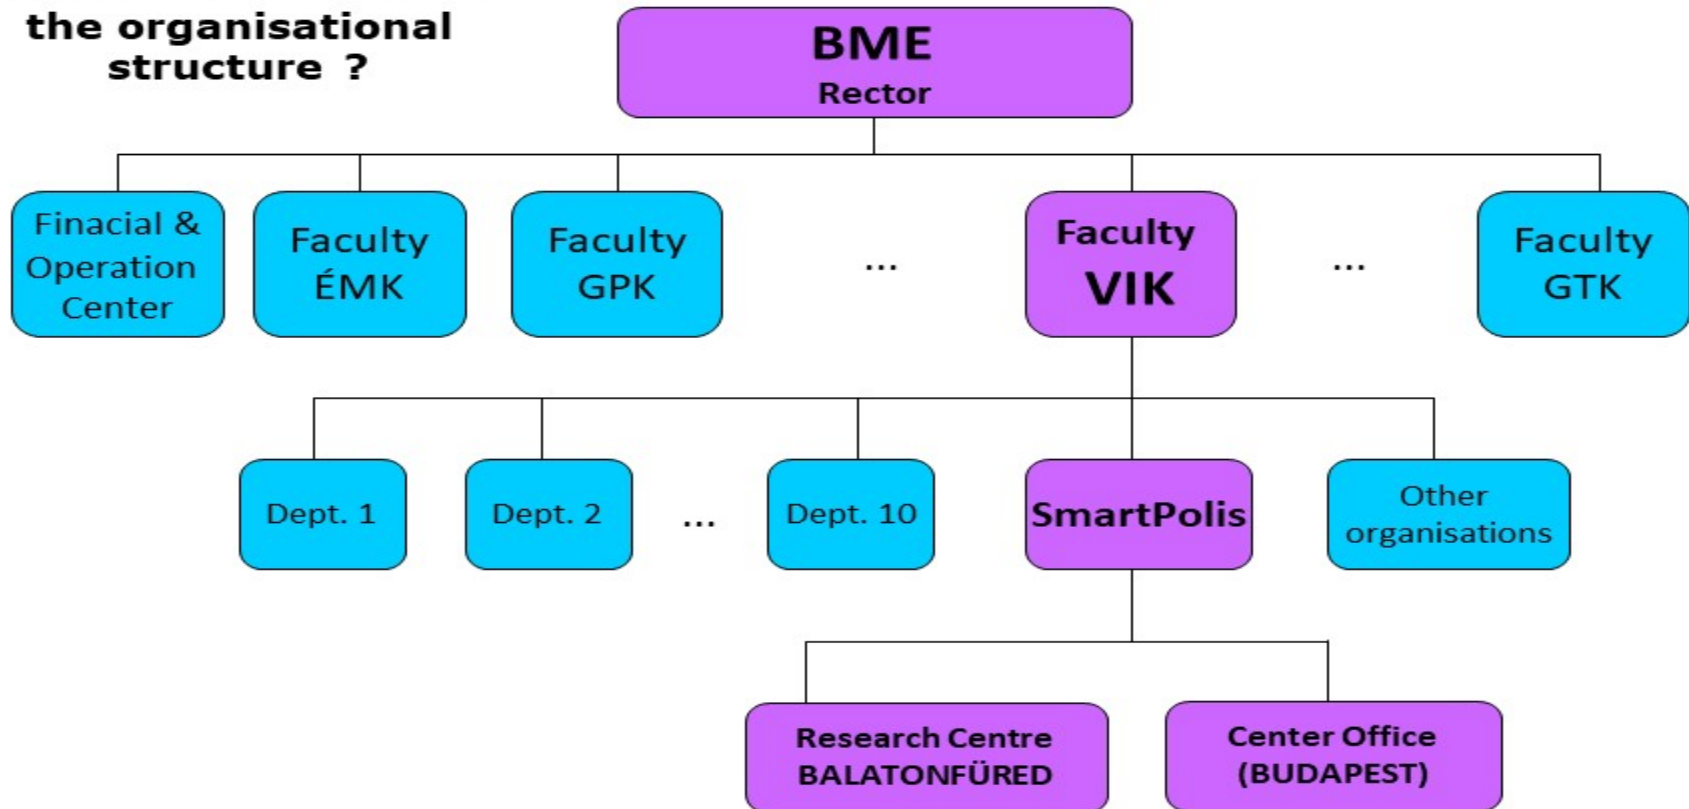 the organisational
structure ?
BME
Rector
Finacial &
Operation
Center
Faculty
ÉMK
Faculty
GPK
...
Faculty
VIK
...
Faculty
GTK
Dept. 1
Dept. 2
...
Dept. 10
SmartPolis
Other
organisations
Research Centre
BALATONFÜRED
Center Office
(BUDAPEST)